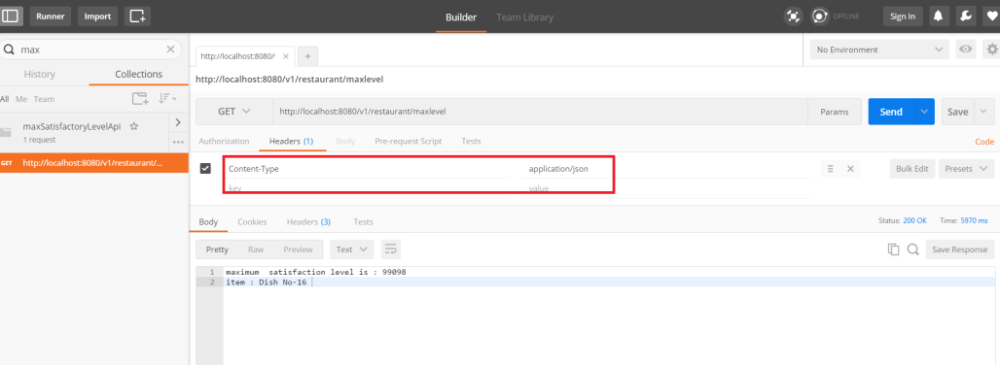 Runner Import Builder Team Library OFFLINE Sign In
max
History Collections
All Me Team
maxSatisfactoryLevelApi
1 request
GET http://localhost:8080/v1/restaurant/...
http://localhost:8080/ No Environment
http://localhost:8080/v1/restaurant/maxlevel
GET http://localhost:8080/v1/restaurant/maxlevel Params Send Save
Authorization Headers (1) Body Pre-request Script Tests Code
Content-Type application/json Bulk Edit Presets
key value
Body Cookies Headers (3) Tests Status: 200 OK Time: 5970 ms
Pretty Raw Preview Text Save Response
1 maximum  satisfaction level is : 99098
2 item : Dish No-16